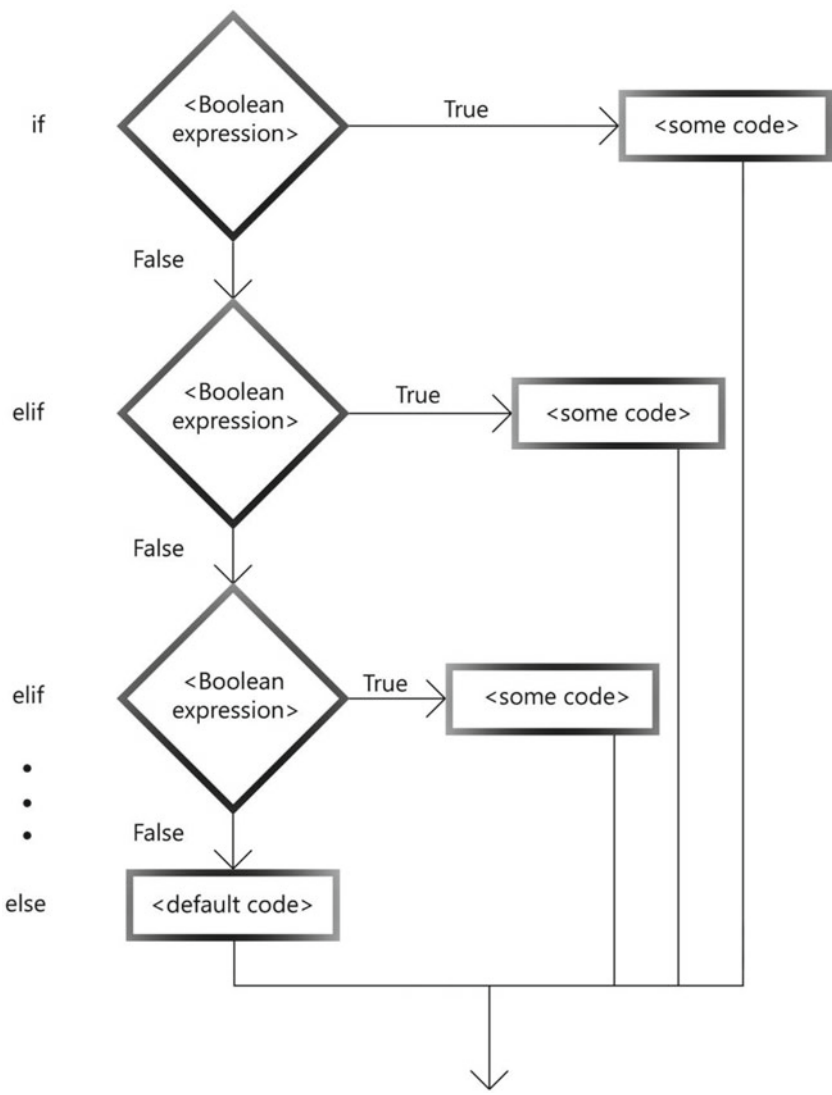 if
<Boolean
expression>
True
<some code>
False
elif
<Boolean
expression>
True
<some code>
False
elif
<Boolean
expression>
True
<some code>
False
else
<default code>